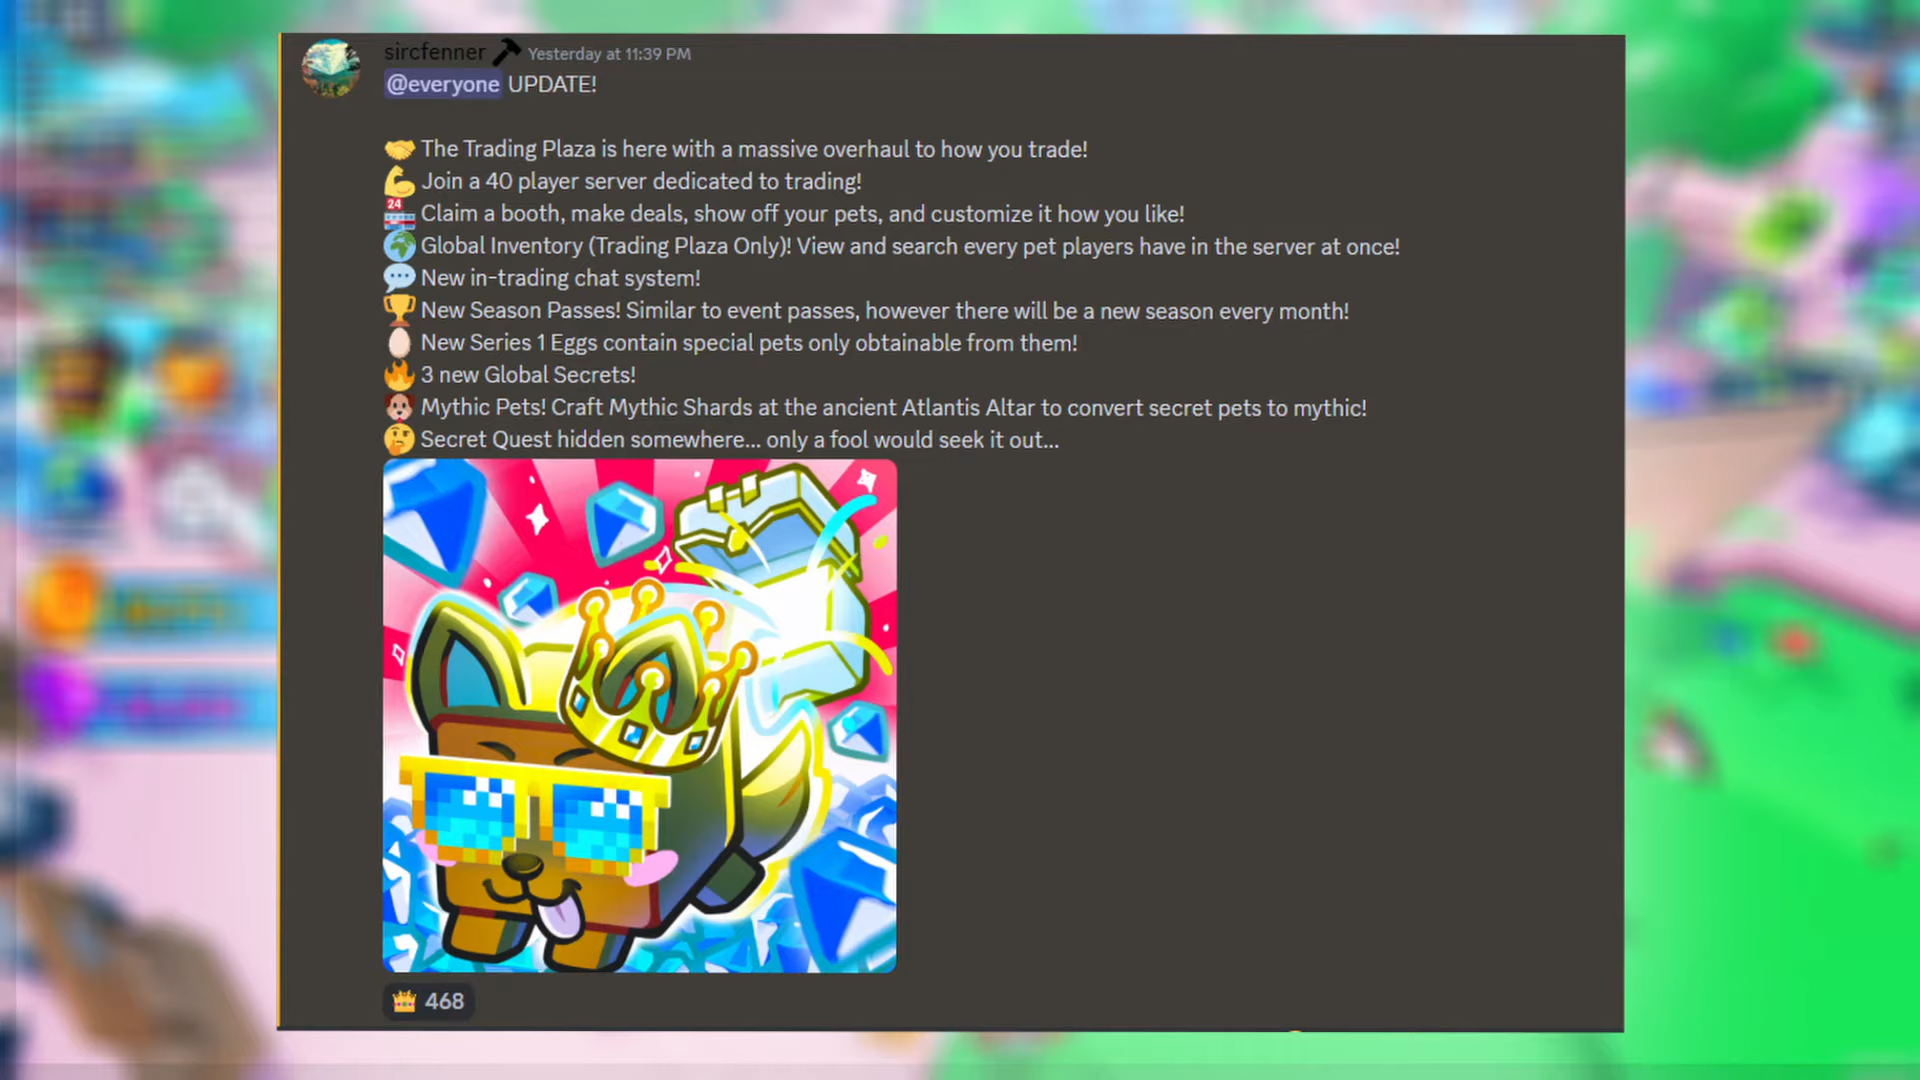 sircfenner Yesterday at 11:39 PM
@everyone UPDATE!
The Trading Plaza is here with a massive overhaul to how you trade!
Join a 40 player server dedicated to trading!
24 Claim a booth, make deals, show off your pets, and customize it how you like!
Global Inventory (Trading Plaza Only)! View and search every pet players have in the server at once!
New in-trading chat system!
New Season Passes! Similar to event passes, however there will be a new season every month!
New Series 1 Eggs contain special pets only obtainable from them!
3 new Global Secrets!
Mythic Pets! Craft Mythic Shards at the ancient Atlantis Altar to convert secret pets to mythic!
Secret Quest hidden somewhere... only a fool would seek it out...
468